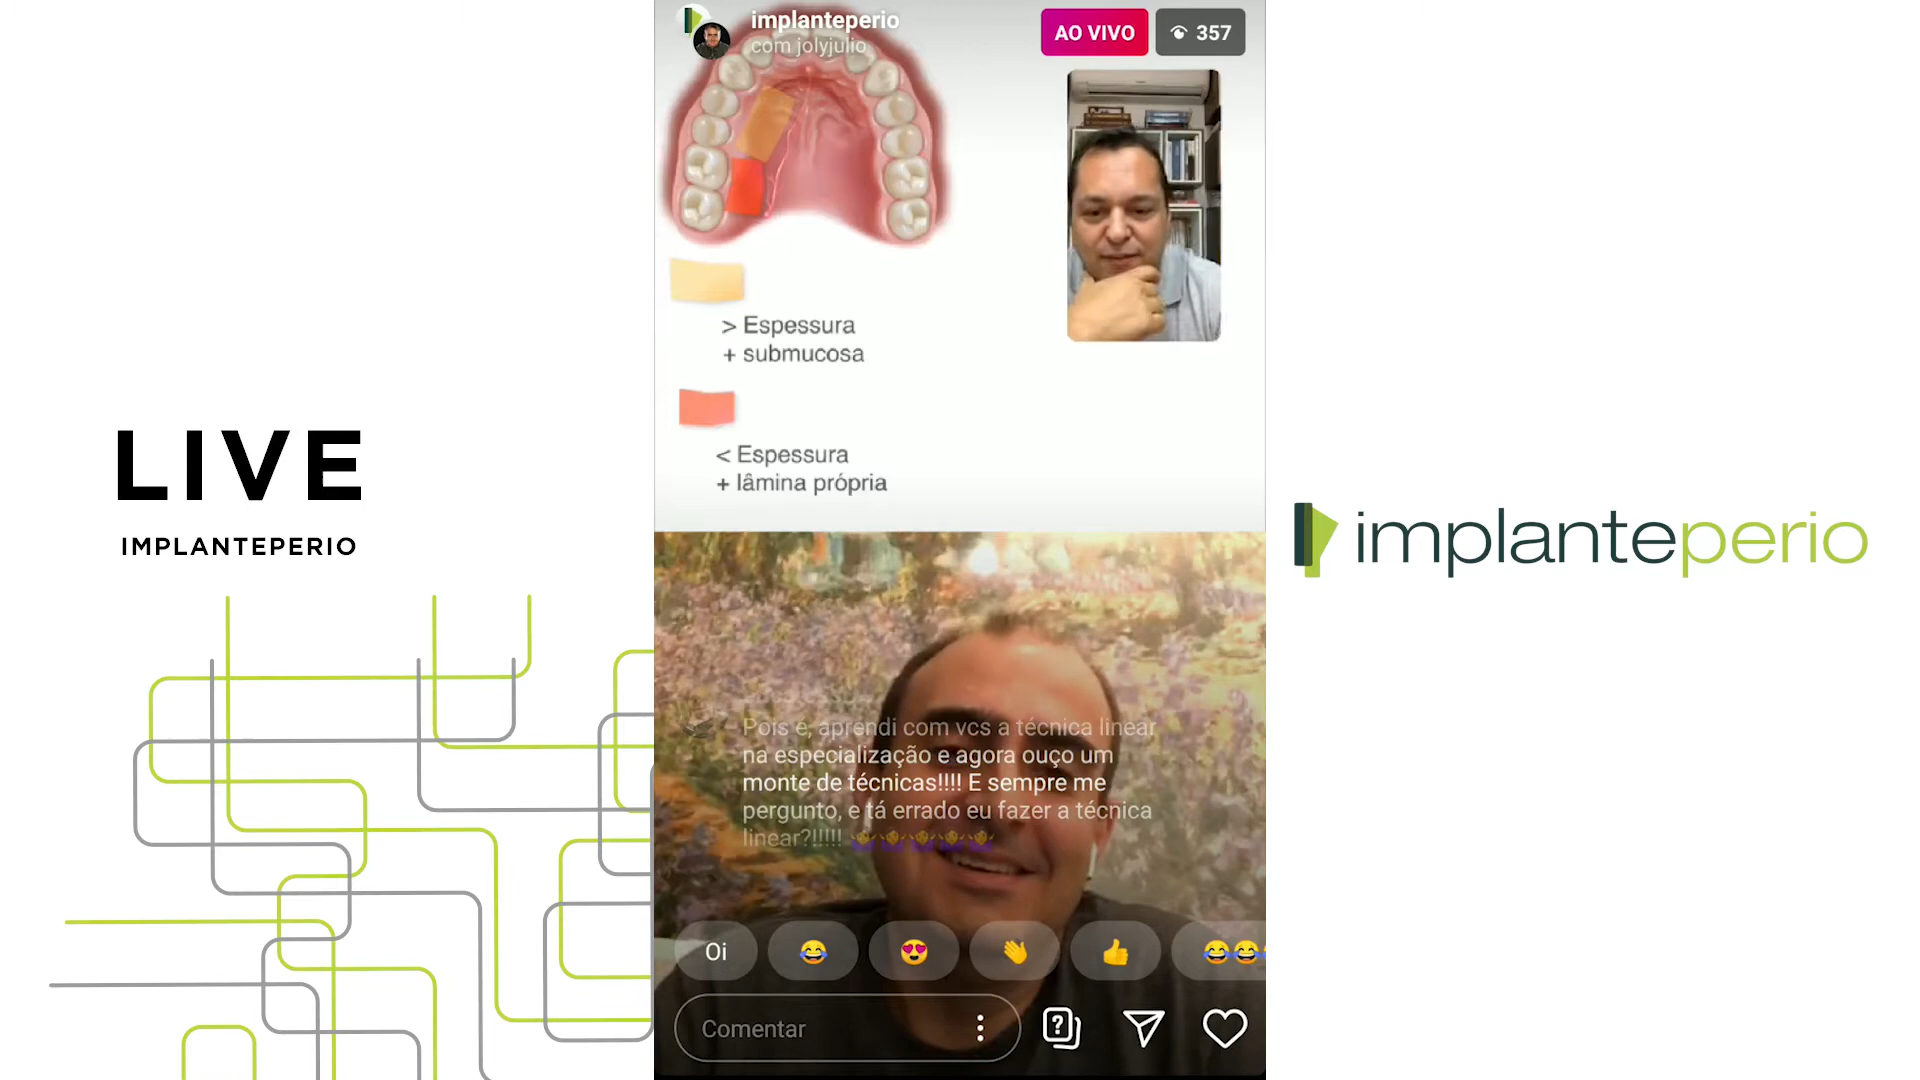 LIVE
IMPLANTEPERIO
implanteperio
com jolyjulio
AO VIVO
357
> Espessura
+ submucosa
< Espessura
+ lâmina própria
Pois e, aprendi com vcs a técnica linear
na especialização e agora ouço um
monte de técnicas!!!! E sempre me
pergunto, e tá errado eu fazer a técnica
linear?!!!!!
Oi
Comentar
implanteperio